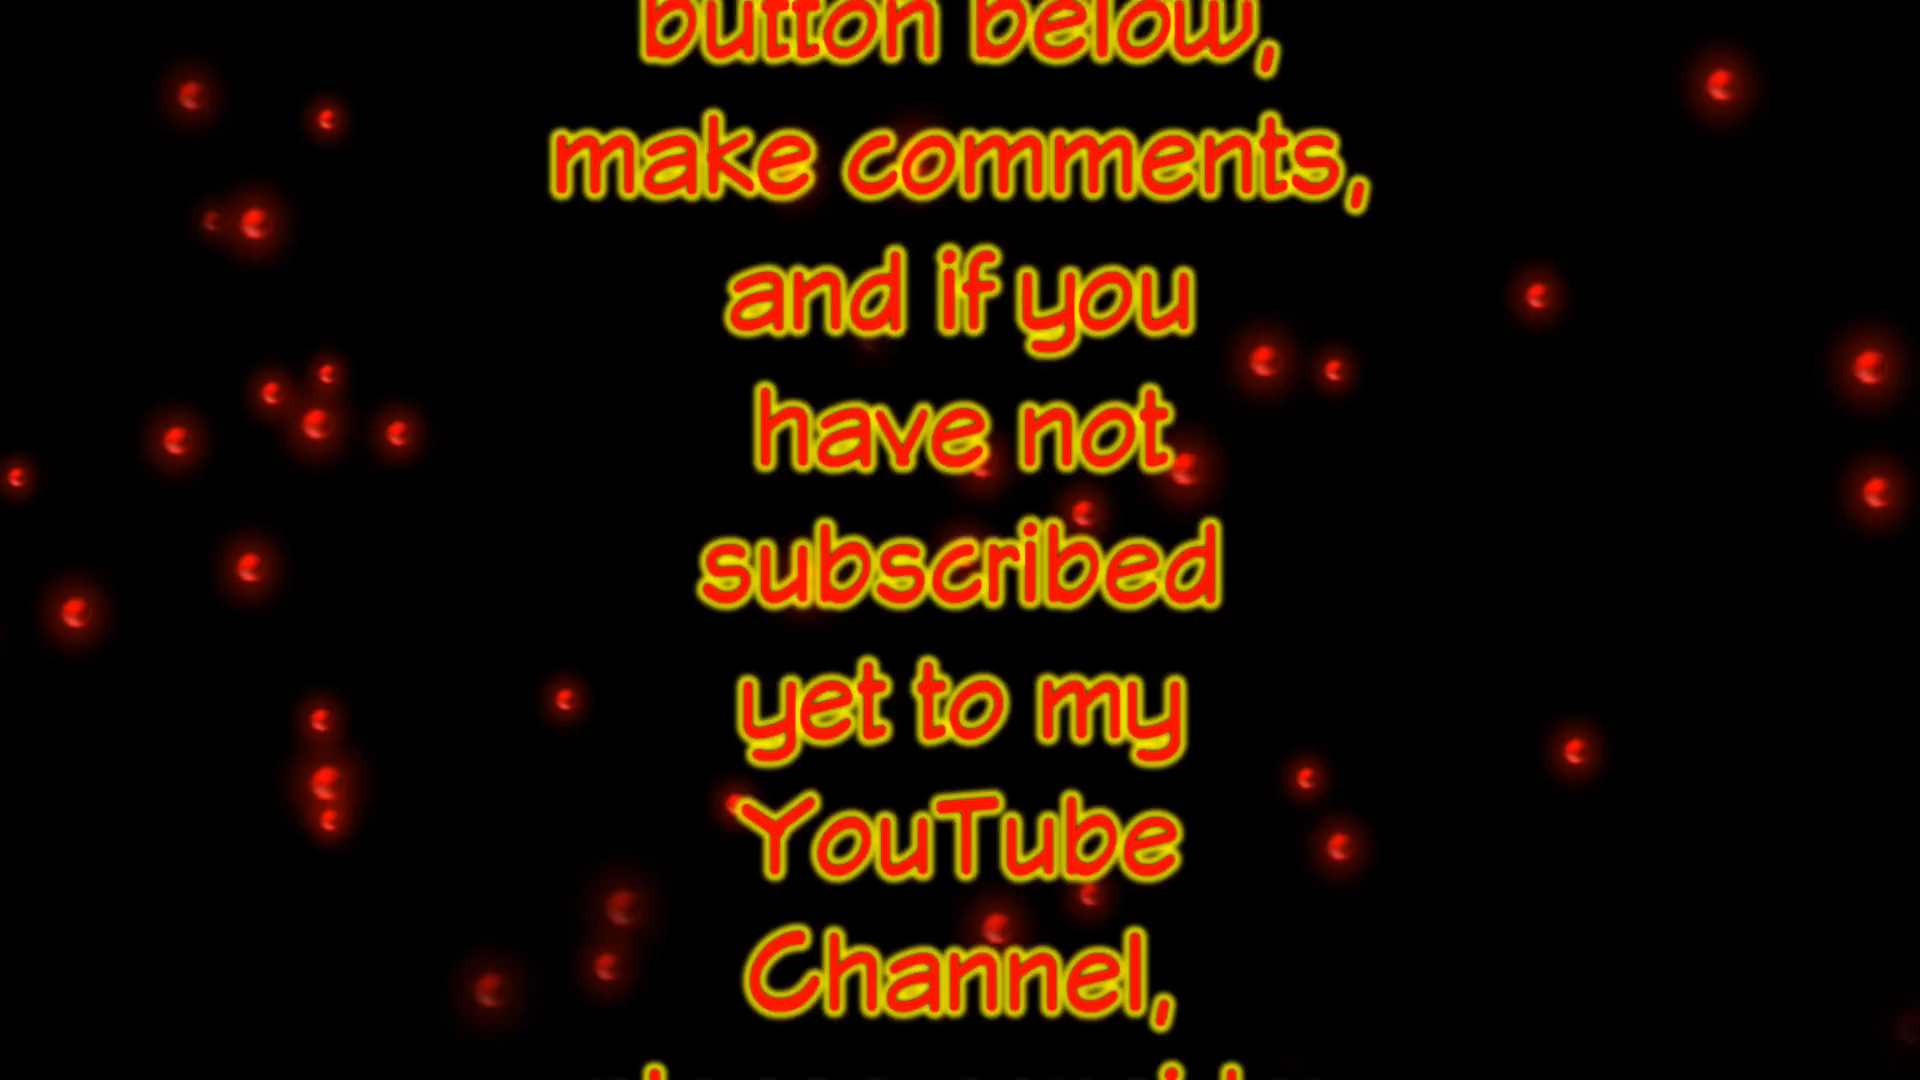 button below,
make comments,
and if you
have not
subscribed
yet to my
YouTube
Channel,